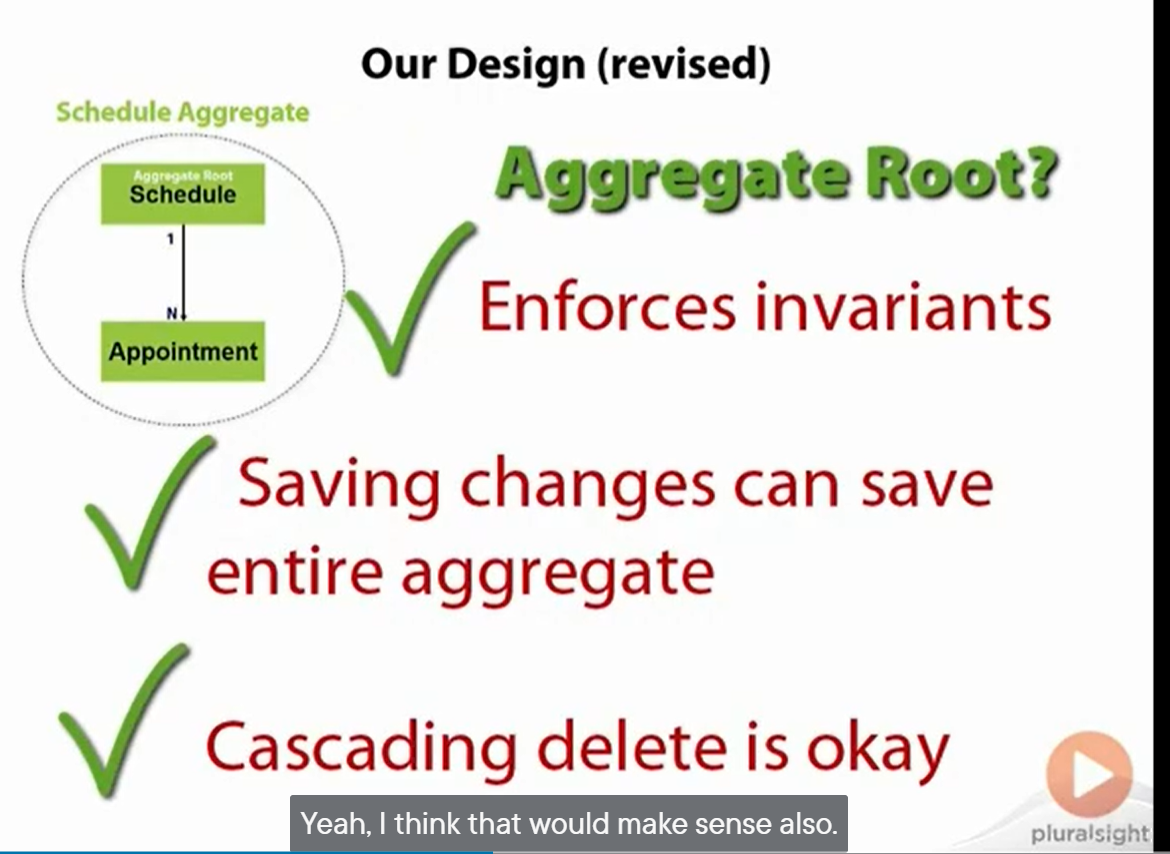 Our Design (revised)
Schedule Aggregate
Aggregate Root
Schedule
1
N
Appointment
Aggregate Root?
Enforces invariants
Saving changes can save
entire aggregate
Cascading delete is okay
Yeah, I think that would make sense also.
pluralsight